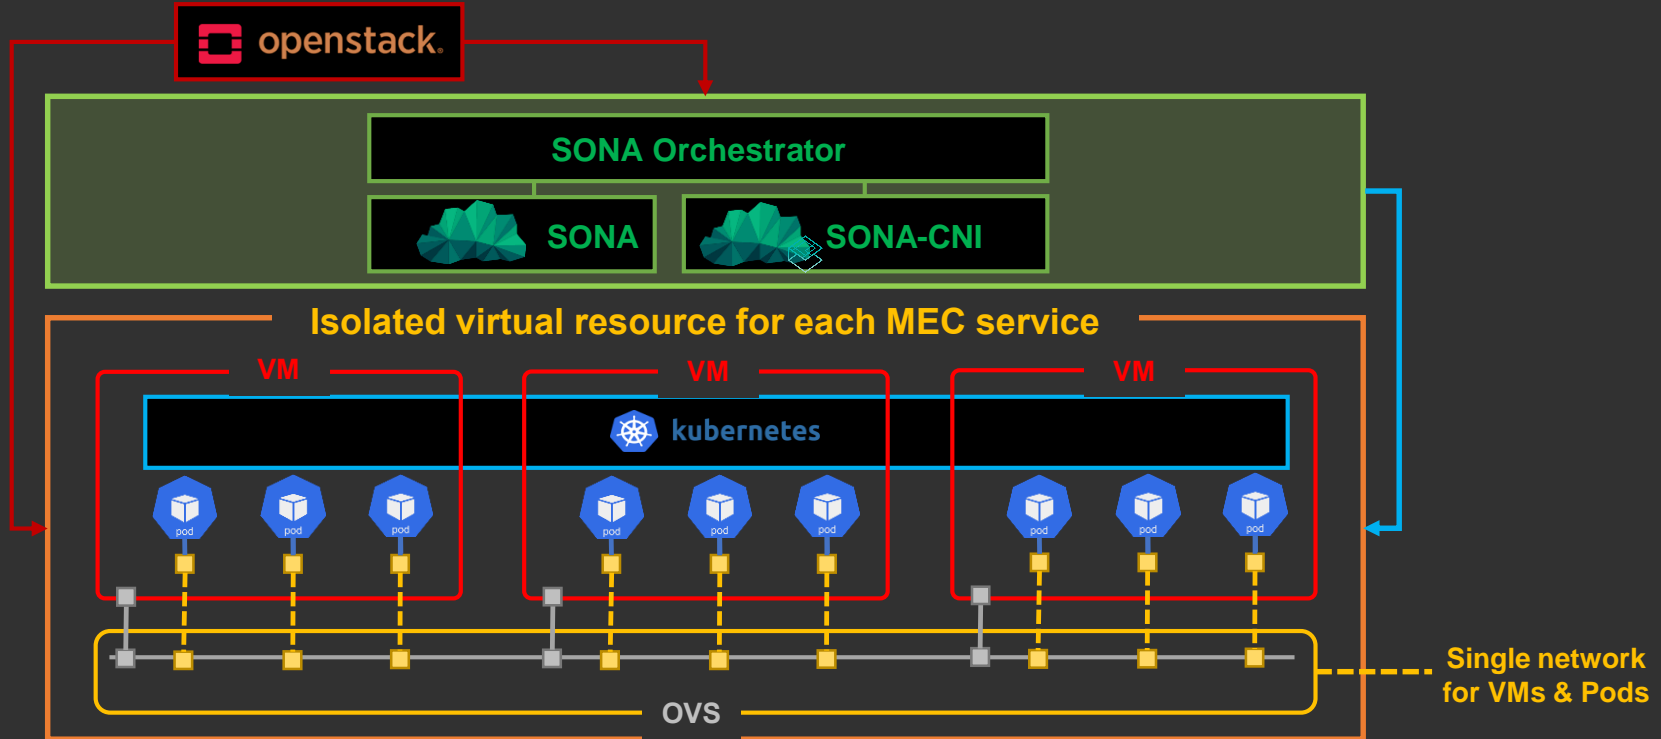 openstack.
SONA Orchestrator
SONA
SONA-CNI
Isolated virtual resource for each MEC service
VM
VM
VM
kubernetes
pod
pod
pod
pod
pod
pod
pod
pod
pod
OVS
Single network
for VMs & Pods